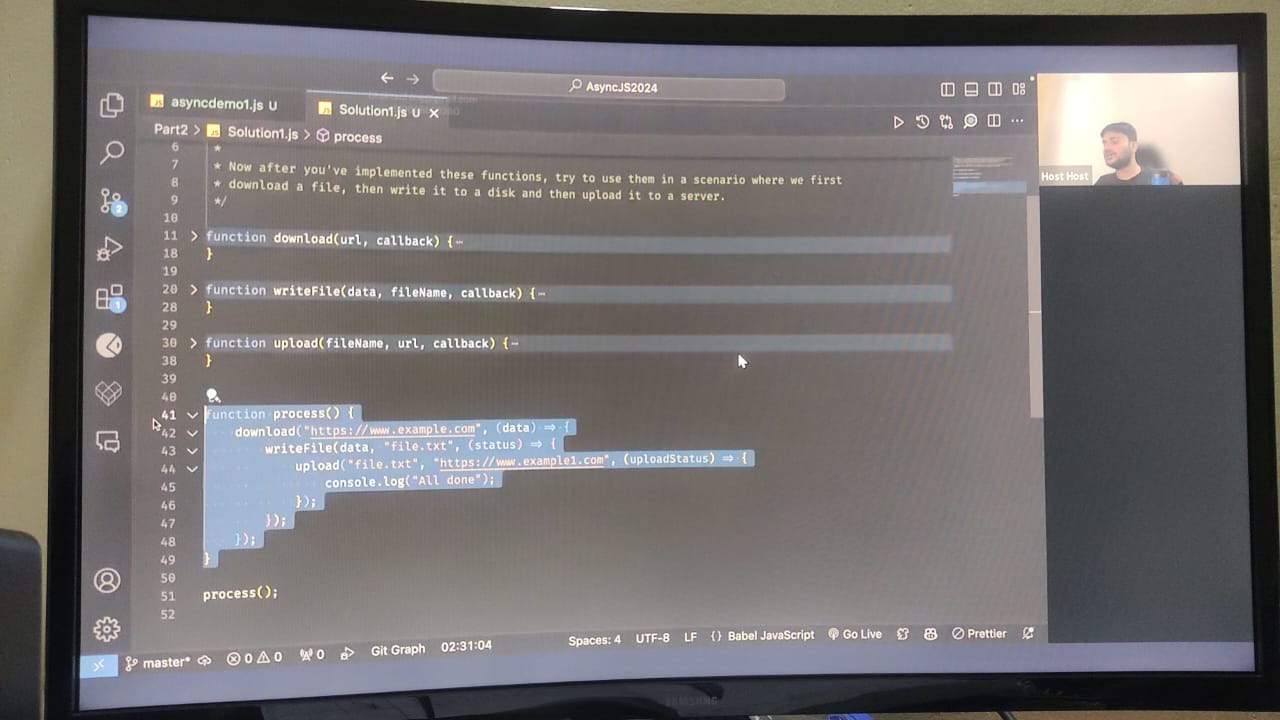 AsyncJS2024
asyncdemo1.js U
Solution1.js U
Part2 > Solution1.js > process
6 *
7 * Now after you've implemented these functions, try to use them in a scenario where we first
8 * download a file, then write it to a disk and then upload it to a server.
9 */
10
11 function download(url, callback) {
18 }
19
20 function writeFile(data, fileName, callback) {
28 }
29
30 function upload(fileName, url, callback) {
38 }
39
40
41 function process() {
42 download("https://www.example.com", (data) => {
43 writeFile(data, "file.txt", (status) => {
44 upload("file.txt", "https://www.example1.com", (uploadStatus) => {
45 console.log("All done");
46 });
47 });
48 });
49 }
50
51 process();
52
Host Host
2
1
master* 0 0 0 Git Graph 02:31:04 Spaces: 4 UTF-8 LF {} Babel JavaScript Go Live Prettier
SAMSUNG